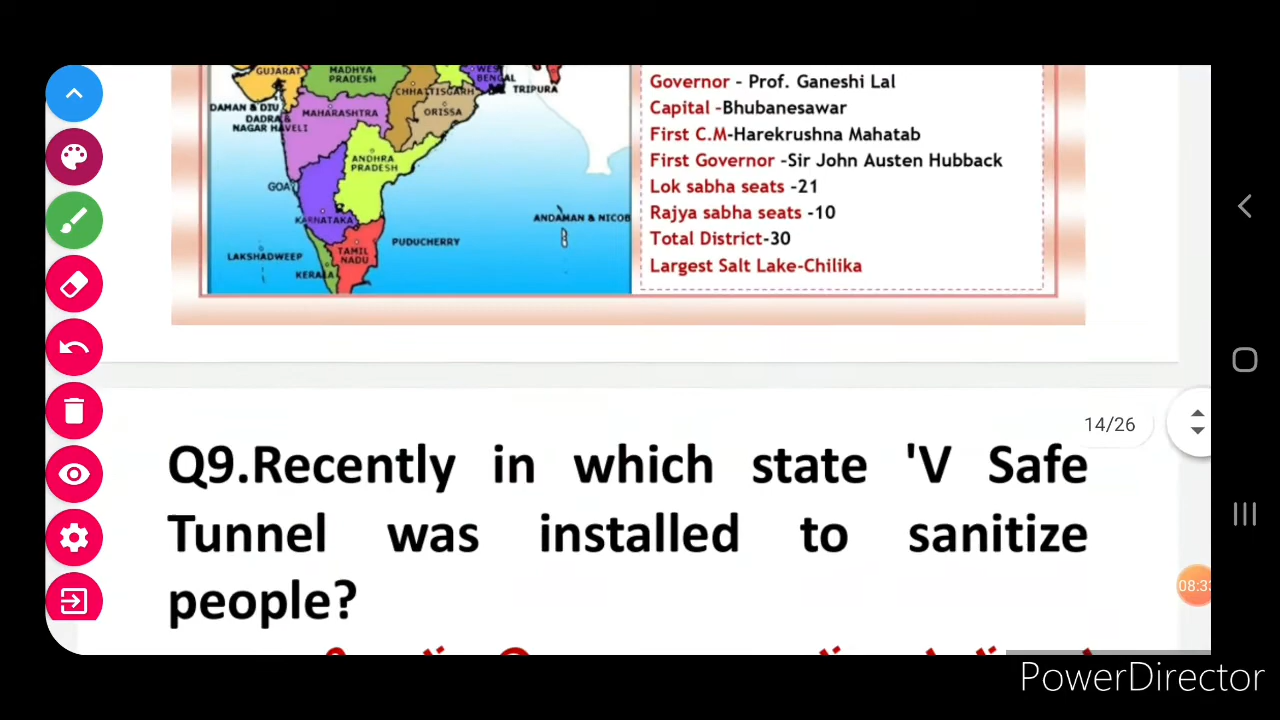 GUJARAT
MADHYA
PRADESH
WEST
BENGAL
TRIPURA
CHHATTISGARH
ORISSA
DAMAN & DIU
DADRA &
NAGAR HAVELI
MAHARASHTRA
ANDHRA
PRADESH
GOA
KARNATAKA
ANDAMAN & NICOB
PUDUCHERRY
LAKSHADWEEP
TAMIL
NADU
KERALA
Governor - Prof. Ganeshi Lal
Capital -Bhubanesawar
First C.M-Harekrushna Mahatab
First Governor -Sir John Austen Hubback
Lok sabha seats -21
Rajya sabha seats -10
Total District-30
Largest Salt Lake-Chilika
14/26
Q9.Recently in which state 'V Safe
Tunnel was installed to sanitize
people?
08:33
PowerDirector